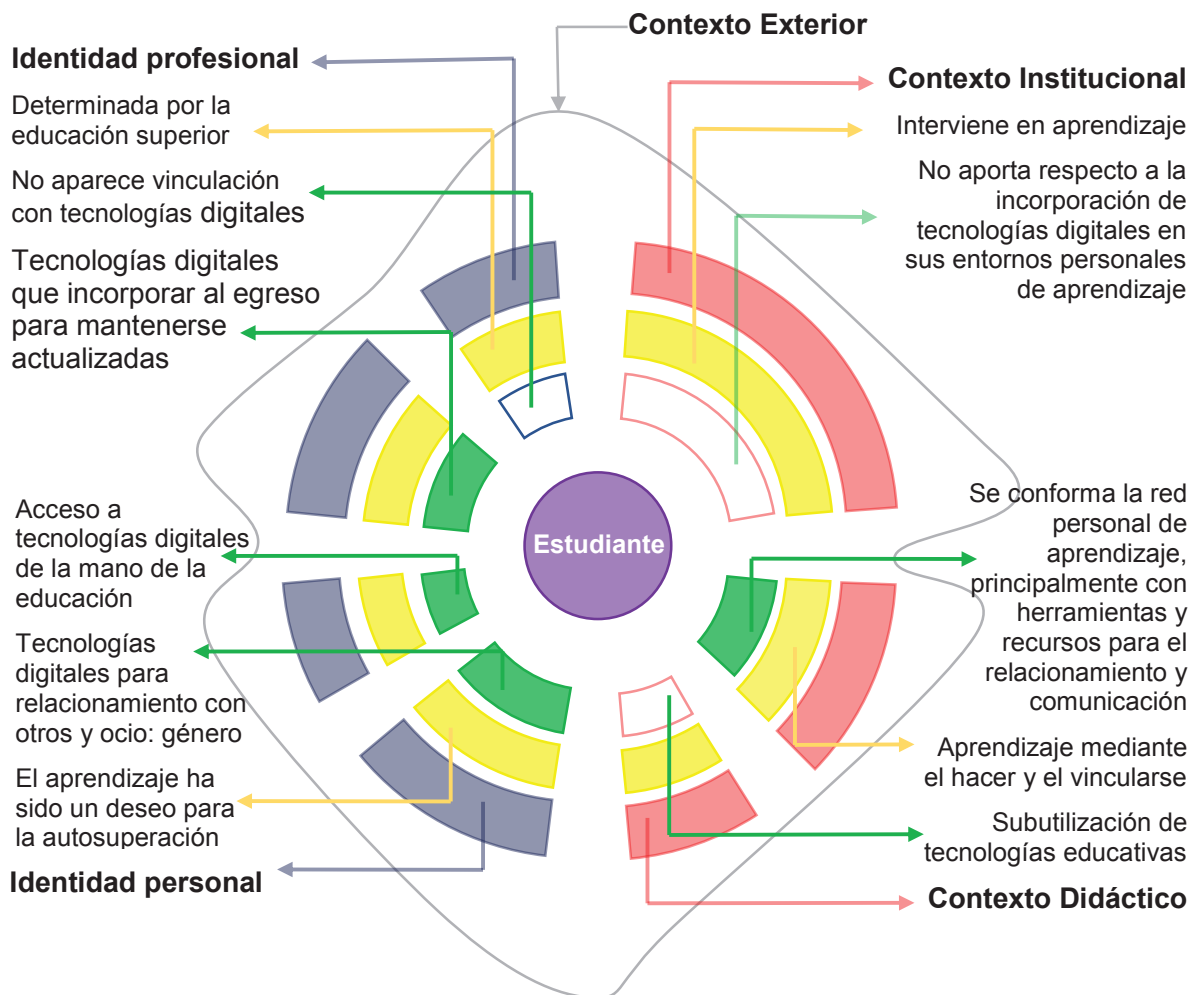 Contexto Exterior
Identidad profesional
Determinada por la
educación superior
No aparece vinculación
con tecnologías digitales
Tecnologías digitales
que incorporar al egreso
para mantenerse
actualizadas
Acceso a
tecnologías digitales
de la mano de la
educación
Tecnologías
digitales para
relacionamiento con
otros y ocio: género
El aprendizaje ha
sido un deseo para
la autosuperación
Identidad personal
Estudiante
Contexto Institucional
Interviene en aprendizaje
No aporta respecto a la
incorporación de
tecnologías digitales en
sus entornos personales
de aprendizaje
Se conforma la red
personal de
aprendizaje,
principalmente con
herramientas y
recursos para el
relacionamiento y
comunicación
Aprendizaje mediante
el hacer y el vincularse
Subutilización de
tecnologías educativas
Contexto Didáctico